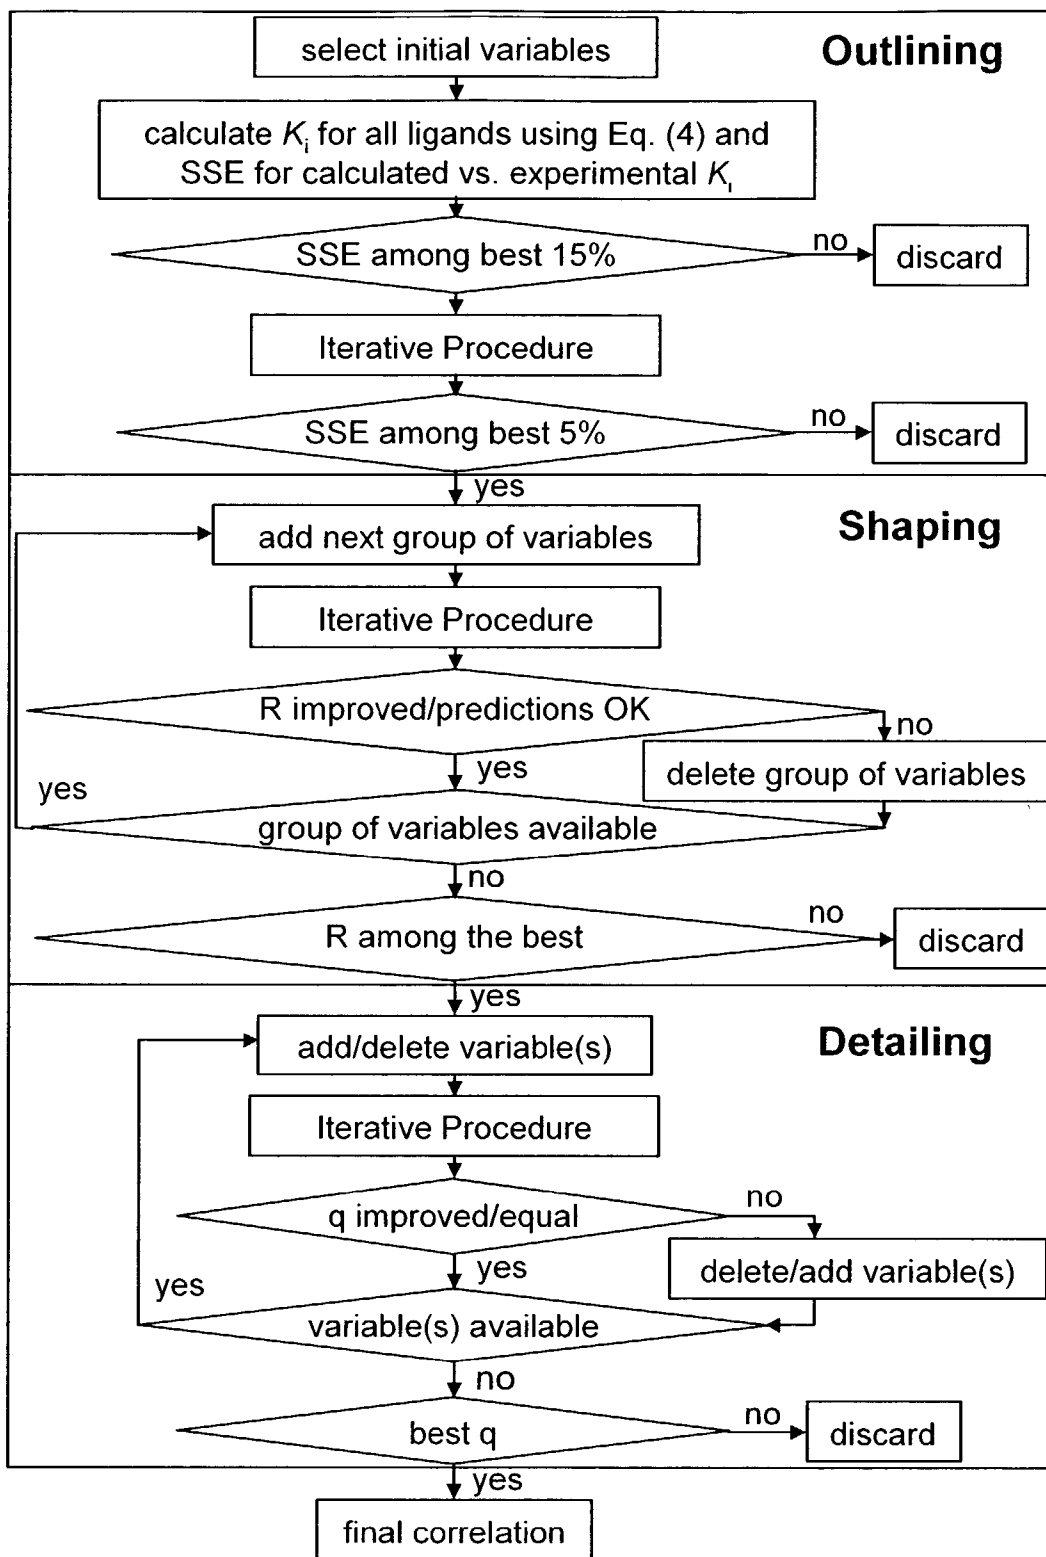 select initial variables
Outlining
calculate Ki for all ligands using Eq. (4) and
SSE for calculated vs. experimental Ki
SSE among best 15%
no
discard
Iterative Procedure
SSE among best 5%
no
discard
yes
Shaping
add next group of variables
Iterative Procedure
R improved/predictions OK
no
yes
delete group of variables
yes
group of variables available
no
R among the best
no
discard
yes
Detailing
add/delete variable(s)
Iterative Procedure
q improved/equal
no
yes
delete/add variable(s)
yes
variable(s) available
no
best q
no
discard
yes
final correlation